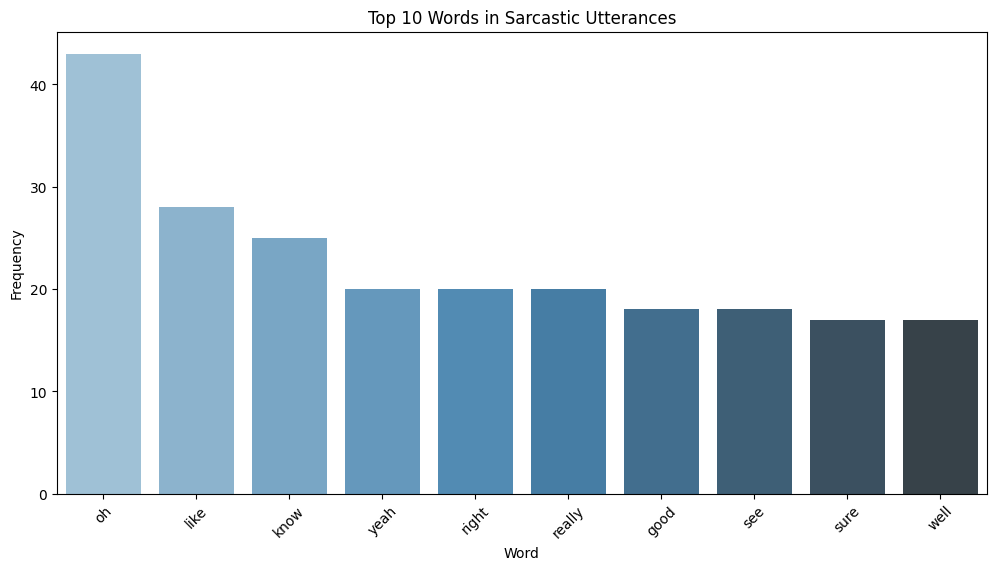 Top 10 Words in Sarcastic Utterances
Frequency
40
30
20
10
0
oh like know yeah right really good see sure well
Word